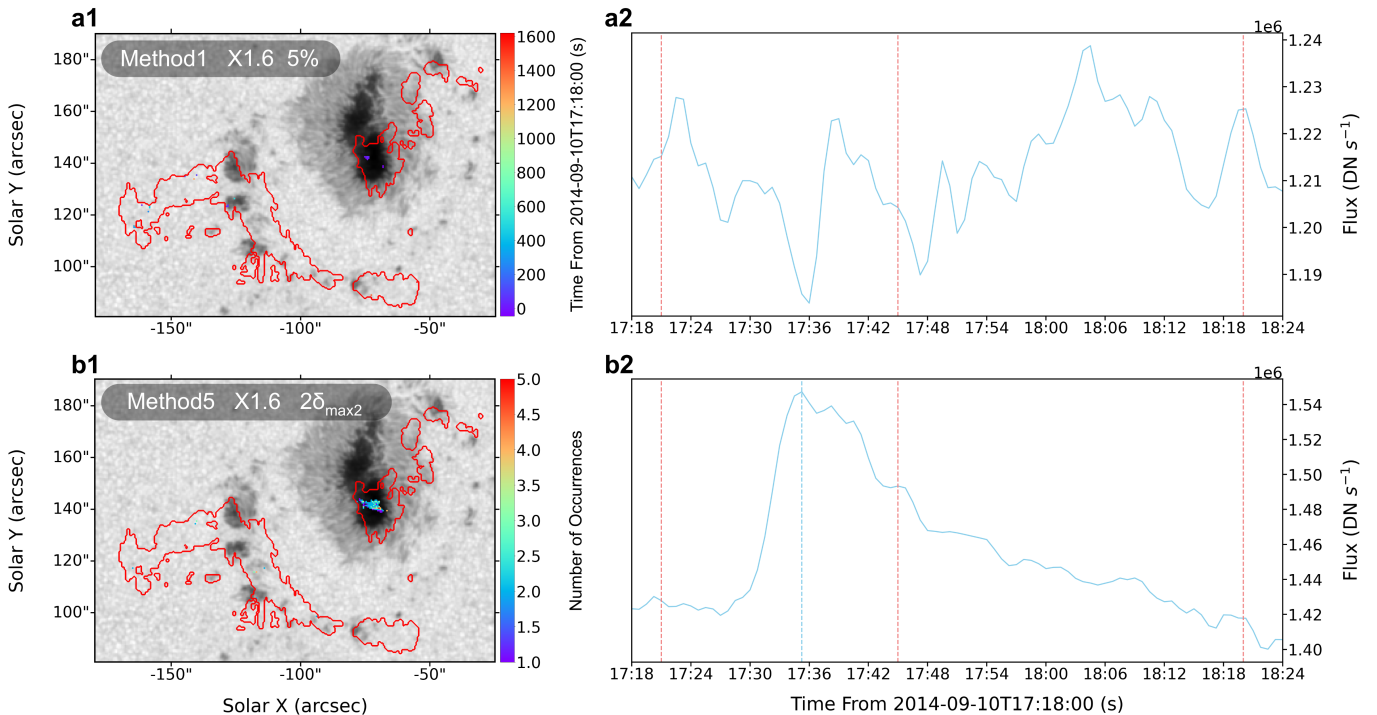 a1
Method1 X1.6 5%
180"
160"
140"
120"
100"
Solar Y (arcsec)
-150"
-100"
-50"
1600
1400
1200
1000
800
600
400
200
0
Time From 2014-09-10T17:18:00 (s)
a2
1e6
1.24
1.23
1.22
1.21
1.20
1.19
Flux (DN s⁻¹)
17:18 17:24 17:30 17:36 17:42 17:48 17:54 18:00 18:06 18:12 18:18 18:24
b1
Method5 X1.6 2δmax2
180"
160"
140"
120"
100"
Solar Y (arcsec)
-150"
-100"
-50"
Solar X (arcsec)
5.0
4.5
4.0
3.5
3.0
2.5
2.0
1.5
1.0
Number of Occurrences
b2
1e6
1.54
1.52
1.50
1.48
1.46
1.44
1.42
1.40
Flux (DN s⁻¹)
17:18 17:24 17:30 17:36 17:42 17:48 17:54 18:00 18:06 18:12 18:18 18:24
Time From 2014-09-10T17:18:00 (s)